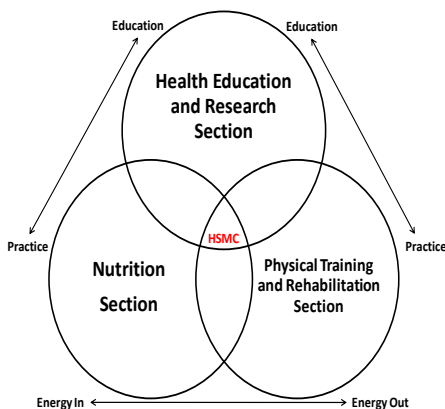 Education
Education
Health Education
and Research
Section
HSMC
Practice
Practice
Nutrition
Section
Physical Training
and Rehabilitation
Section
Energy In
Energy Out